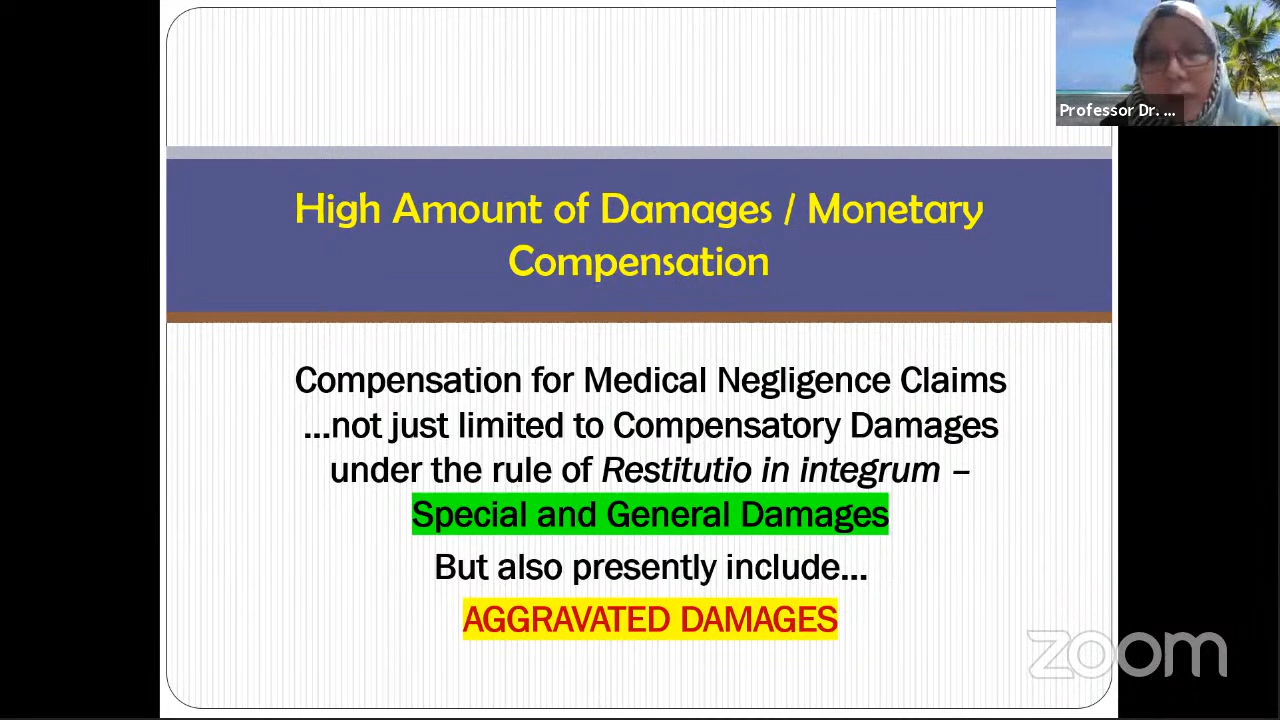 Professor Dr. ...
High Amount of Damages / Monetary
Compensation
Compensation for Medical Negligence Claims
...not just limited to Compensatory Damages
under the rule of Restitutio in integrum –
Special and General Damages
But also presently include...
AGGRAVATED DAMAGES
zoom